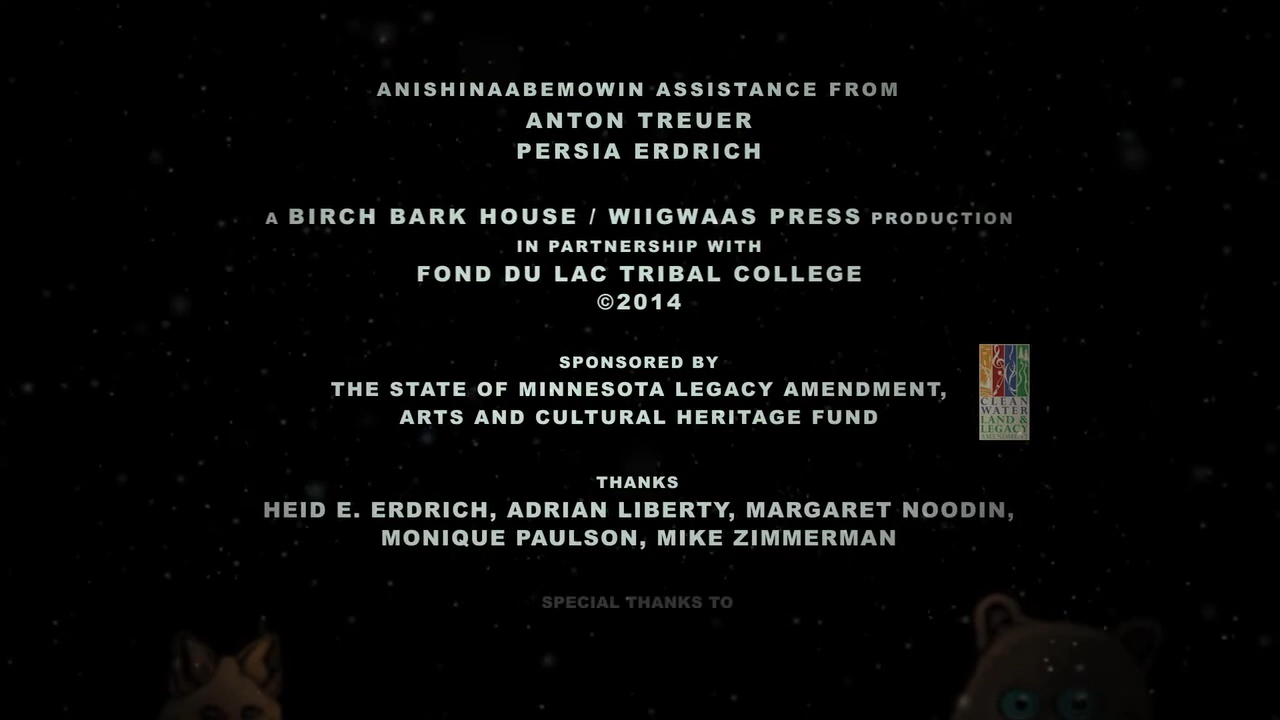 ANISHINAABEMOWIN ASSISTANCE FROM
ANTON TREUER
PERSIA ERDRICH
A BIRCH BARK HOUSE / WIIGWAAS PRESS PRODUCTION
IN PARTNERSHIP WITH
FOND DU LAC TRIBAL COLLEGE
©2014
SPONSORED BY
THE STATE OF MINNESOTA LEGACY AMENDMENT,
ARTS AND CULTURAL HERITAGE FUND
CLEAN
WATER
LAND &
LEGACY
AMENDMENT
THANKS
HEID E. ERDRICH, ADRIAN LIBERTY, MARGARET NOODIN,
MONIQUE PAULSON, MIKE ZIMMERMAN
SPECIAL THANKS TO